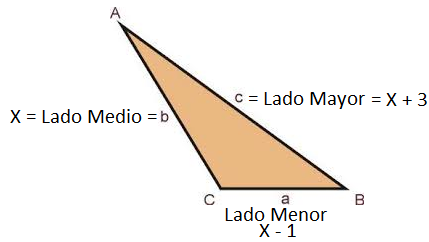 A
c = Lado Mayor = X + 3
X = Lado Medio = b
C
a
B
Lado Menor
X - 1